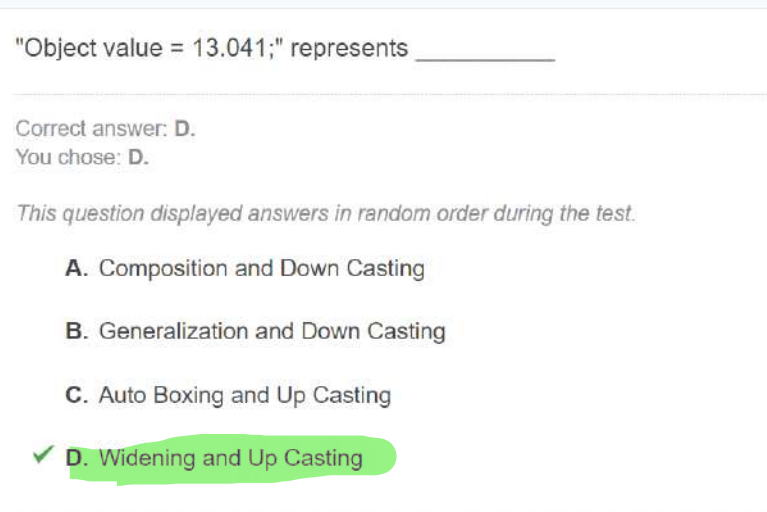 "Object value = 13.041;" represents ___________
Correct answer: D.
You chose: D.
This question displayed answers in random order during the test.
A. Composition and Down Casting
B. Generalization and Down Casting
C. Auto Boxing and Up Casting
D. Widening and Up Casting